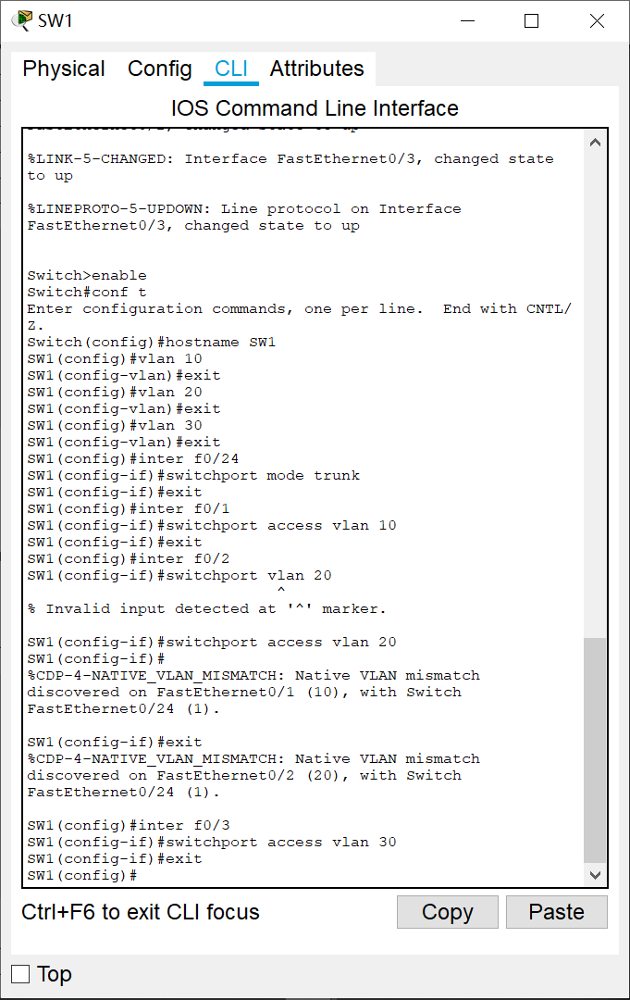 SW1
Physical Config CLI Attributes
IOS Command Line Interface
changed state to up
%LINK-5-CHANGED: Interface FastEthernet0/3, changed state
to up
%LINEPROTO-5-UPDOWN: Line protocol on Interface
FastEthernet0/3, changed state to up
Switch>enable
Switch#conf t
Enter configuration commands, one per line.  End with CNTL/
Z.
Switch(config)#hostname SW1
SW1(config)#vlan 10
SW1(config-vlan)#exit
SW1(config)#vlan 20
SW1(config-vlan)#exit
SW1(config)#vlan 30
SW1(config-vlan)#exit
SW1(config)#inter f0/24
SW1(config-if)#switchport mode trunk
SW1(config-if)#exit
SW1(config)#inter f0/1
SW1(config-if)#switchport access vlan 10
SW1(config-if)#exit
SW1(config)#inter f0/2
SW1(config-if)#switchport vlan 20
^
% Invalid input detected at '^' marker.
SW1(config-if)#switchport access vlan 20
SW1(config-if)#
%CDP-4-NATIVE_VLAN_MISMATCH: Native VLAN mismatch
discovered on FastEthernet0/1 (10), with Switch
FastEthernet0/24 (1).
SW1(config-if)#exit
%CDP-4-NATIVE_VLAN_MISMATCH: Native VLAN mismatch
discovered on FastEthernet0/2 (20), with Switch
FastEthernet0/24 (1).
SW1(config)#inter f0/3
SW1(config-if)#switchport access vlan 30
SW1(config-if)#exit
SW1(config)#
Ctrl+F6 to exit CLI focus
Copy
Paste
Top